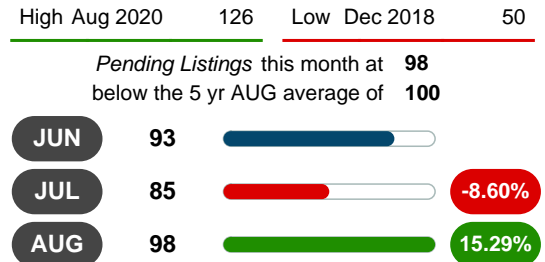 High Aug 2020 126 Low Dec 2018 50
Pending Listings this month at 98
below the 5 yr AUG average of 100
JUN 93
JUL 85 -8.60%
AUG 98 15.29%